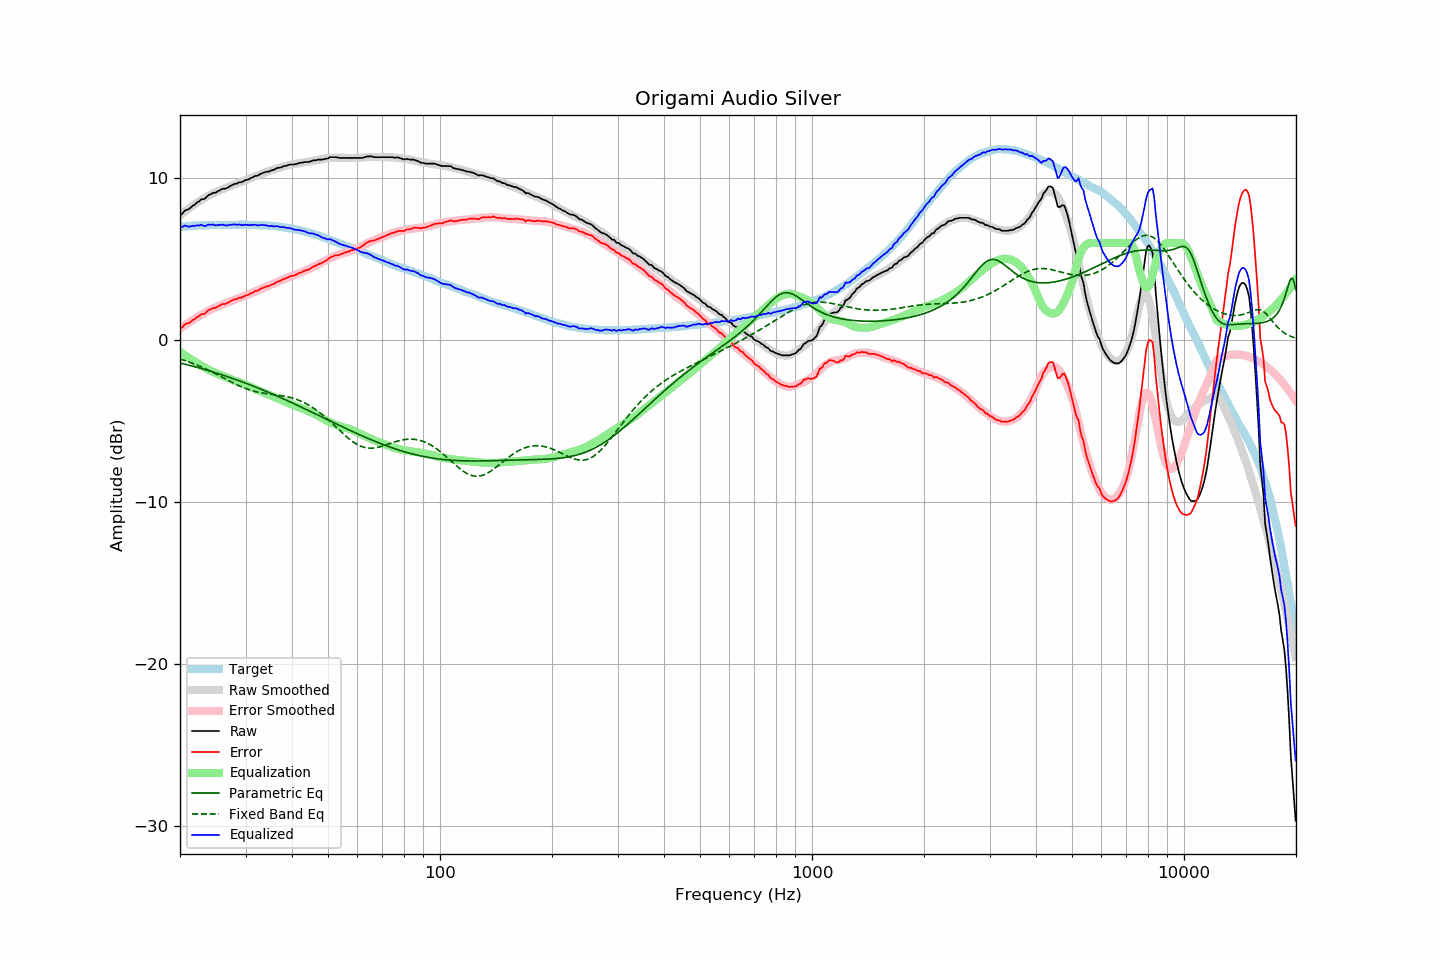 Origami Audio Silver
10
0
−10
−20
−30
Amplitude (dBr)
Target
Raw Smoothed
Error Smoothed
Raw
Error
Equalization
Parametric Eq
Fixed Band Eq
Equalized
100
1000
10000
Frequency (Hz)